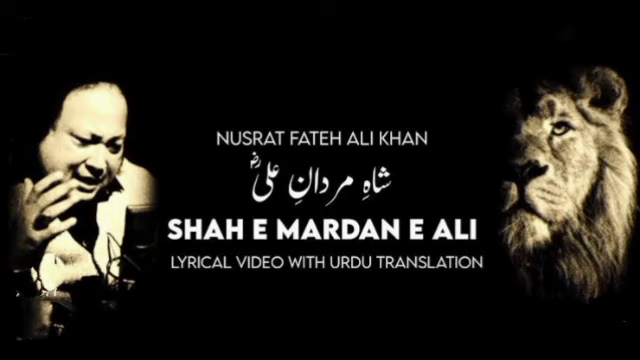 NUSRAT FATEH ALI KHAN
شاہِ مردانِ علیؓ
SHAH E MARDAN E ALI
LYRICAL VIDEO WITH URDU TRANSLATION